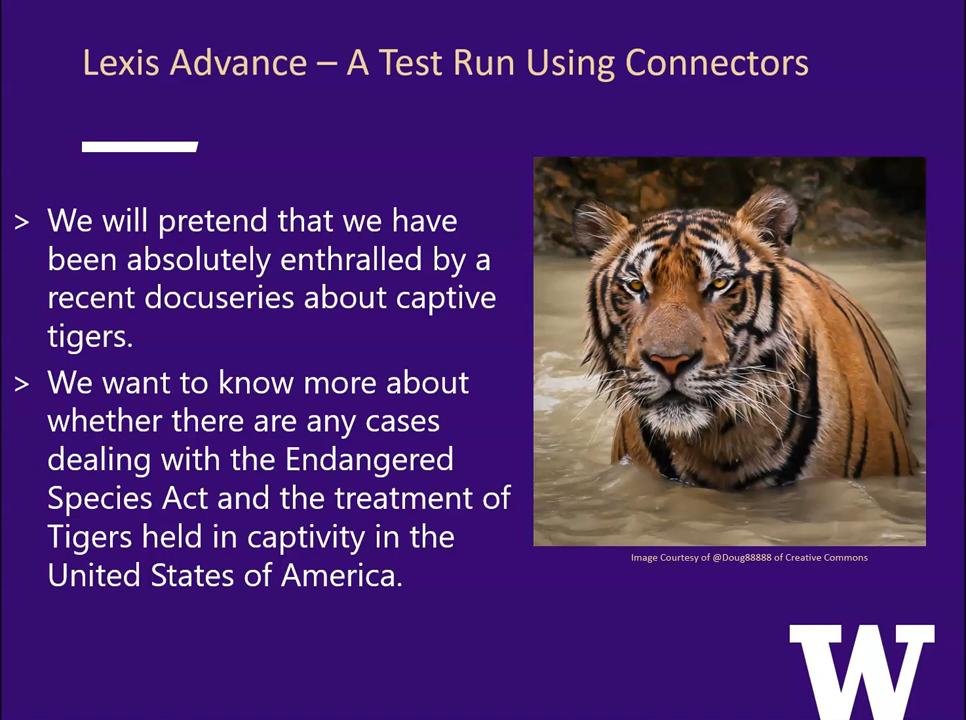 Lexis Advance – A Test Run Using Connectors
> We will pretend that we have
been absolutely enthralled by a
recent docuseries about captive
tigers.
> We want to know more about
whether there are any cases
dealing with the Endangered
Species Act and the treatment of
Tigers held in captivity in the
United States of America.
Image Courtesy of @Doug88888 of Creative Commons
W